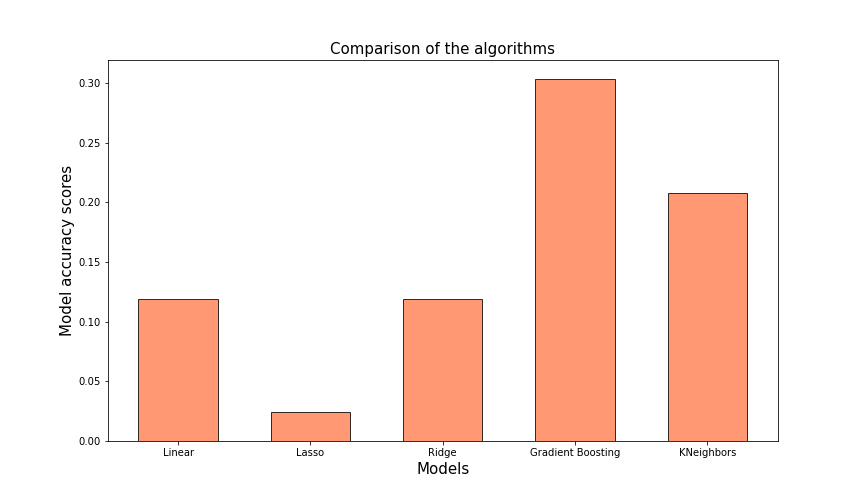 Comparison of the algorithms
Model accuracy scores
0.30
0.25
0.20
0.15
0.10
0.05
0.00
Linear
Lasso
Ridge
Gradient Boosting
KNeighbors
Models